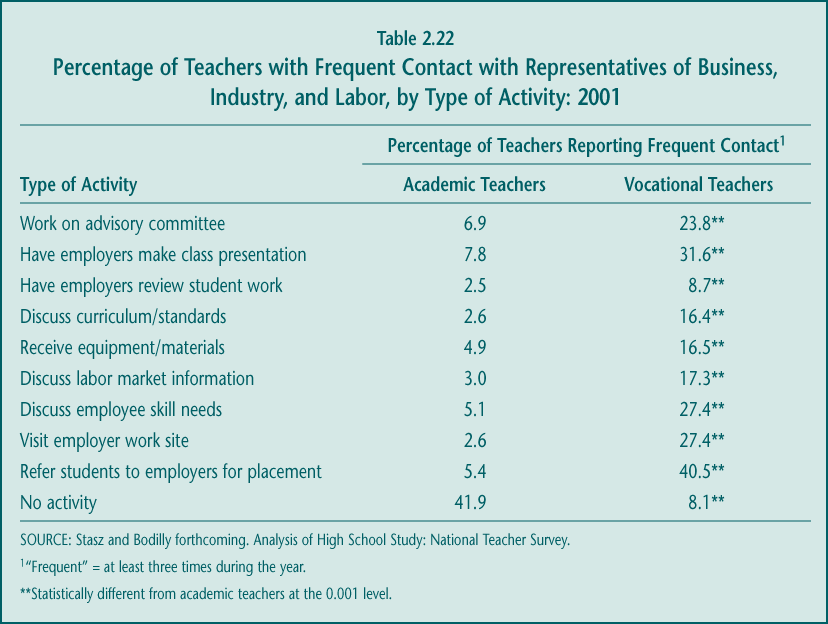 Table 2.22
Percentage of Teachers with Frequent Contact with Representatives of Business,
Industry, and Labor, by Type of Activity: 2001
Percentage of Teachers Reporting Frequent Contact1
Type of Activity Academic Teachers Vocational Teachers
Work on advisory committee 6.9 23.8**
Have employers make class presentation 7.8 31.6**
Have employers review student work 2.5 8.7**
Discuss curriculum/standards 2.6 16.4**
Receive equipment/materials 4.9 16.5**
Discuss labor market information 3.0 17.3**
Discuss employee skill needs 5.1 27.4**
Visit employer work site 2.6 27.4**
Refer students to employers for placement 5.4 40.5**
No activity 41.9 8.1**
SOURCE: Stasz and Bodilly forthcoming. Analysis of High School Study: National Teacher Survey.
1“Frequent” = at least three times during the year.
**Statistically different from academic teachers at the 0.001 level.